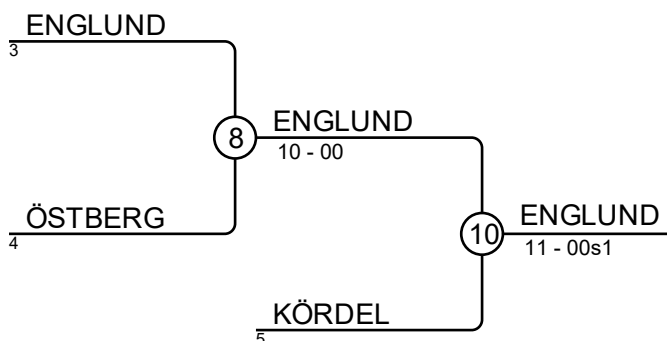 ENGLUND
3
8
ENGLUND
10 - 00
ÖSTBERG
4
10
ENGLUND
11 - 00s1
KÖRDEL
5